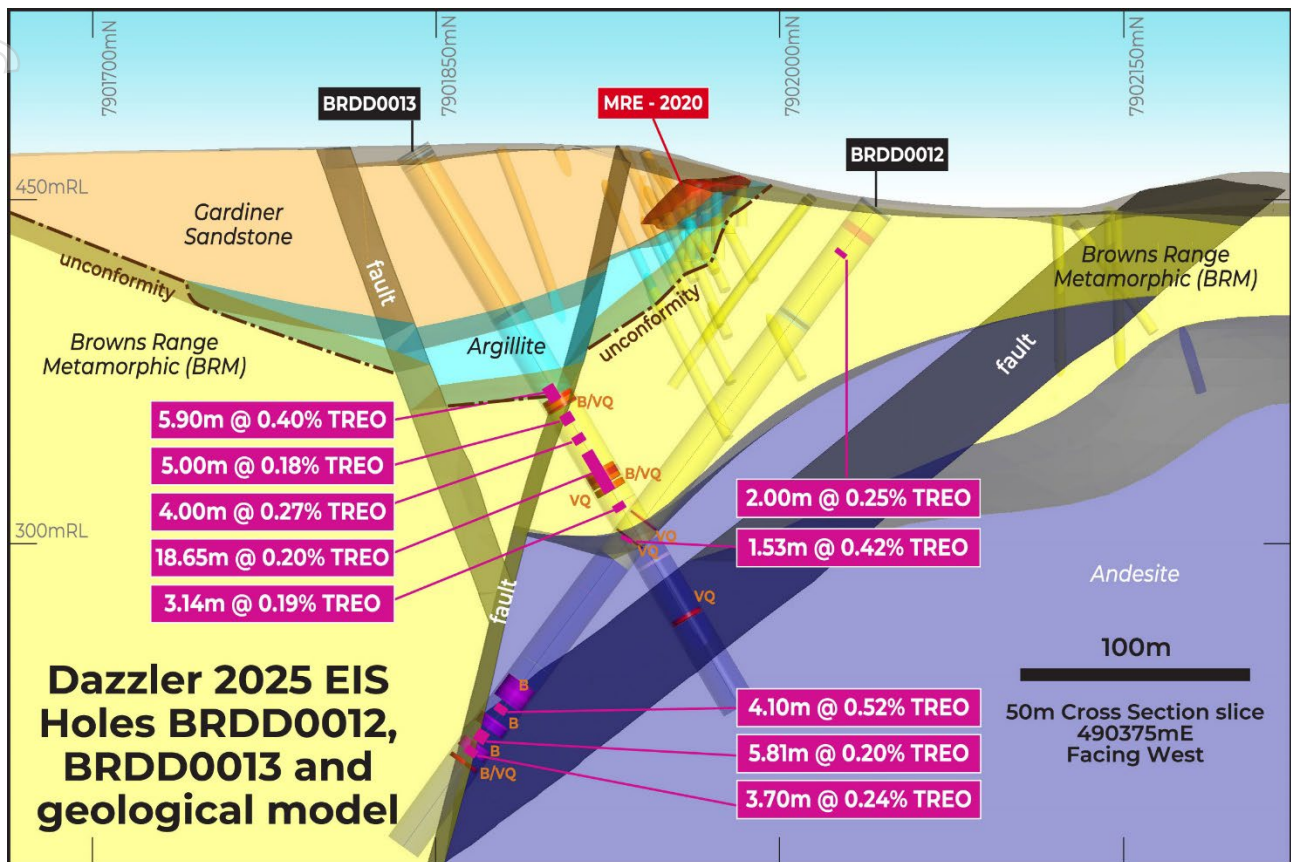 7901700mN
7901850mN
7902000mN
7902150mN
BRDD0013
MRE - 2020
BRDD0012
450mRL
Gardiner
Sandstone
fault
unconformity
Argillite
unconformity
Browns Range
Metamorphic (BRM)
Browns Range
Metamorphic (BRM)
fault
5.90m @ 0.40% TREO
5.00m @ 0.18% TREO
4.00m @ 0.27% TREO
18.65m @ 0.20% TREO
3.14m @ 0.19% TREO
B/VQ
B/VQ
VQ
VQ
VQ
VQ
2.00m @ 0.25% TREO
1.53m @ 0.42% TREO
300mRL
fault
Andesite
100m
50m Cross Section slice
490375mE
Facing West
B
B
B
B/VQ
4.10m @ 0.52% TREO
5.81m @ 0.20% TREO
3.70m @ 0.24% TREO
Dazzler 2025 EIS
Holes BRDD0012,
BRDD0013 and
geological model